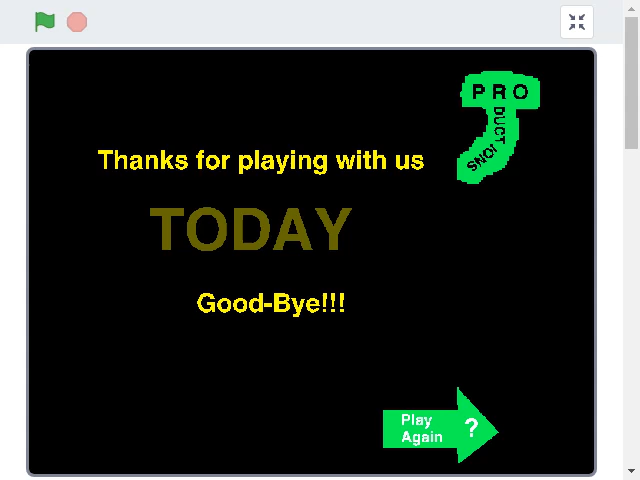 PRO
DUCT
IONS
Thanks for playing with us
TODAY
Good-Bye!!!
Play
Again
?